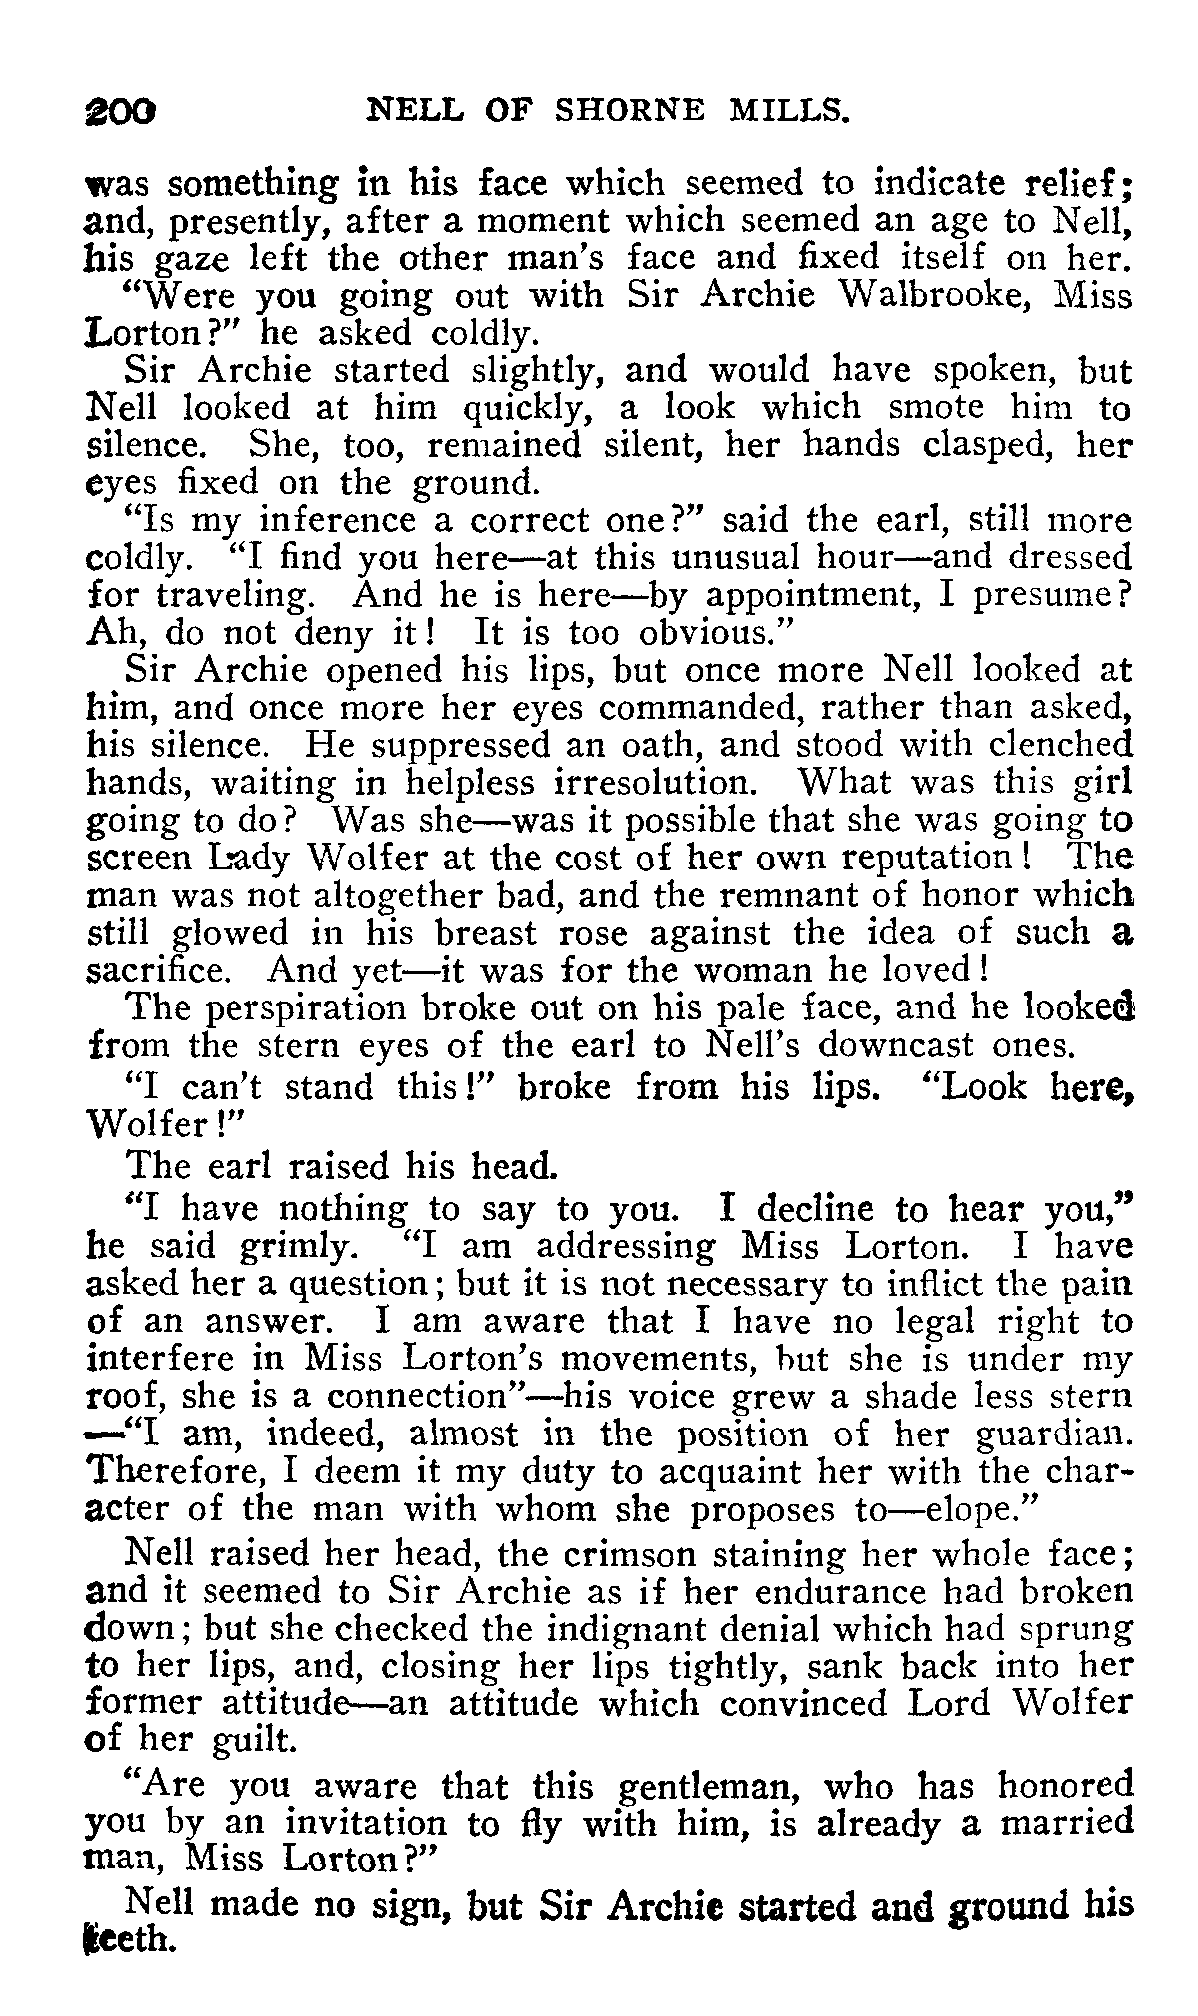 200 NELL OF SHORNE MILLS.
was something in his face which seemed to indicate relief;
and, presently, after a moment which seemed an age to Nell,
his gaze left the other man's face and fixed itself on her.
“Were you going out with Sir Archie Walbrooke, Miss
Lorton?” he asked coldly.
Sir Archie started slightly, and would have spoken, but
Nell looked at him quickly, a look which smote him to
silence. She, too, remained silent, her hands clasped, her
eyes fixed on the ground.
“Is my inference a correct one?” said the earl, still more
coldly. “I find you here—at this unusual hour—and dressed
for traveling. And he is here—by appointment, I presume?
Ah, do not deny it! It is too obvious.”
Sir Archie opened his lips, but once more Nell looked at
him, and once more her eyes commanded, rather than asked,
his silence. He suppressed an oath, and stood with clenched
hands, waiting in helpless irresolution. What was this girl
going to do? Was she—was it possible that she was going to
screen Lady Wolfer at the cost of her own reputation! The
man was not altogether bad, and the remnant of honor which
still glowed in his breast rose against the idea of such a
sacrifice. And yet—it was for the woman he loved!
The perspiration broke out on his pale face, and he looked
from the stern eyes of the earl to Nell's downcast ones.
“I can't stand this!” broke from his lips. “Look here,
Wolfer!”
The earl raised his head.
“I have nothing to say to you. I decline to hear you,”
he said grimly. “I am addressing Miss Lorton. I have
asked her a question; but it is not necessary to inflict the pain
of an answer. I am aware that I have no legal right to
interfere in Miss Lorton's movements, but she is under my
roof, she is a connection”—his voice grew a shade less stern
—“I am, indeed, almost in the position of her guardian.
Therefore, I deem it my duty to acquaint her with the char-
acter of the man with whom she proposes to—elope.”
Nell raised her head, the crimson staining her whole face;
and it seemed to Sir Archie as if her endurance had broken
down; but she checked the indignant denial which had sprung
to her lips, and, closing her lips tightly, sank back into her
former attitude—an attitude which convinced Lord Wolfer
of her guilt.
“Are you aware that this gentleman, who has honored
you by an invitation to fly with him, is already a married
man, Miss Lorton?”
Nell made no sign, but Sir Archie started and ground his
teeth.